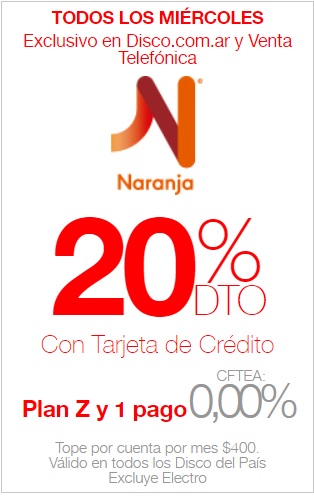 TODOS LOS MIÉRCOLES
Exclusivo en Disco.com.ar y Venta
Telefónica
Naranja
20%
DTO
Con Tarjeta de Crédito
CFTEA:
Plan Z y 1 pago 0,00%
Tope por cuenta por mes $400.
Válido en todos los Disco del País
Excluye Electro